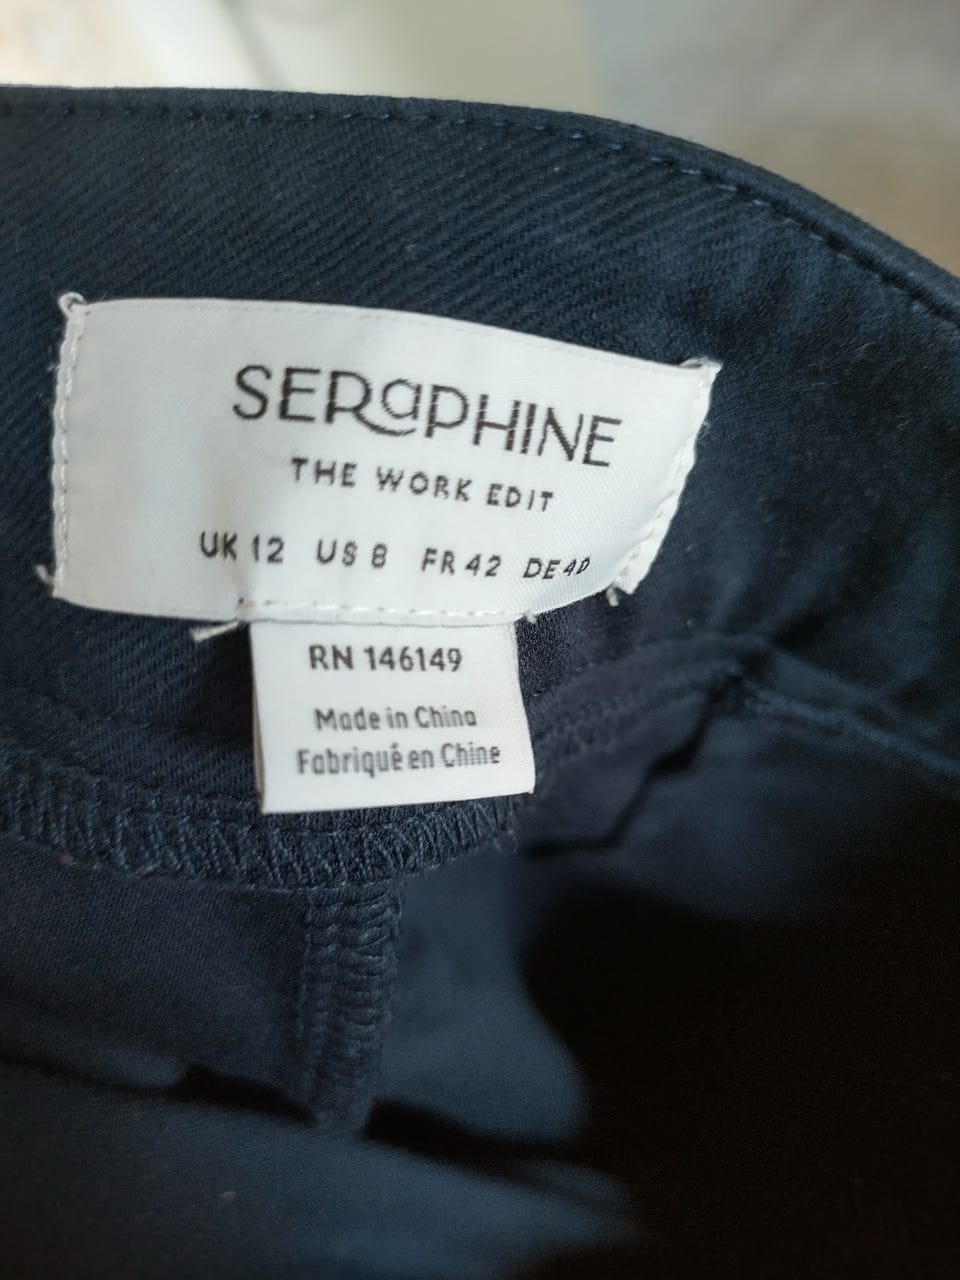 SERaPHINE
THE WORK EDIT
UK 12 US 8 FR 42 DE 40
RN 146149
Made in China
Fabriqué en Chine